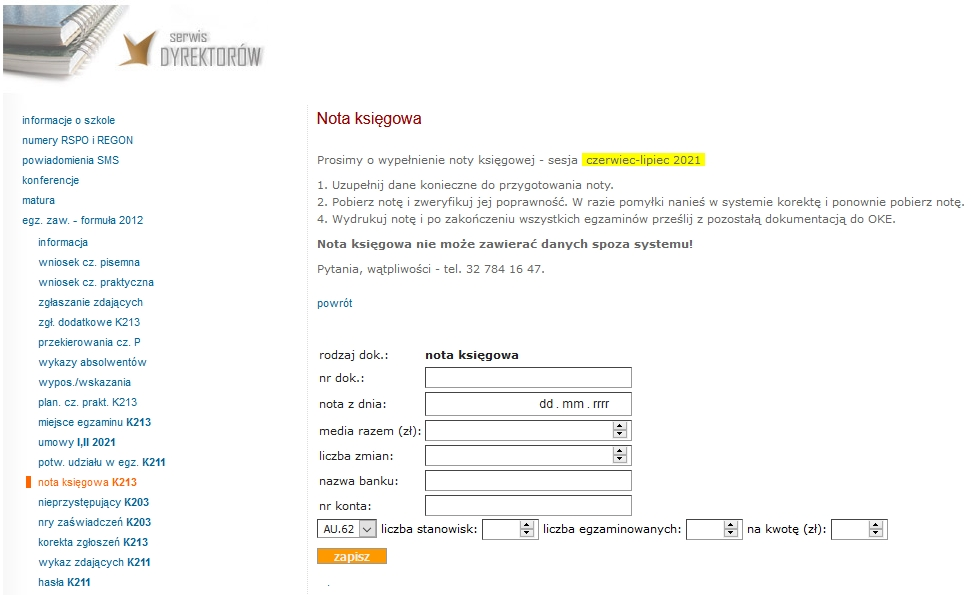 serwis
DYREKTORÓW
informacje o szkole
numery RSPO i REGON
powiadomienia SMS
konferencje
matura
egz. zaw. - formuła 2012
informacja
wniosek cz. pisemna
wniosek cz. praktyczna
zgłaszanie zdających
zgł. dodatkowe K213
przekierowania cz. P
wykazy absolwentów
wypos./wskazania
plan. cz. prakt. K213
miejsce egzaminu K213
umowy I,II 2021
potw. udziału w egz. K211
nota księgowa K213
nieprzystępujący K203
nry zaświadczeń K203
korekta zgłoszeń K213
wykaz zdających K211
hasła K211
Nota księgowa
Prosimy o wypełnienie noty księgowej - sesja czerwiec-lipiec 2021
1. Uzupełnij dane konieczne do przygotowania noty.
2. Pobierz notę i zweryfikuj jej poprawność. W razie pomyłki nanieś w systemie korektę i ponownie pobierz notę.
4. Wydrukuj notę i po zakończeniu wszystkich egzaminów prześlij z pozostałą dokumentacją do OKE.
Nota księgowa nie może zawierać danych spoza systemu!
Pytania, wątpliwości - tel. 32 784 16 47.
powrót
rodzaj dok.: nota księgowa
nr dok.:
nota z dnia: dd . mm . rrrr
media razem (zł):
liczba zmian:
nazwa banku:
nr konta:
AU.62 liczba stanowisk: liczba egzaminowanych: na kwotę (zł):
zapisz
.